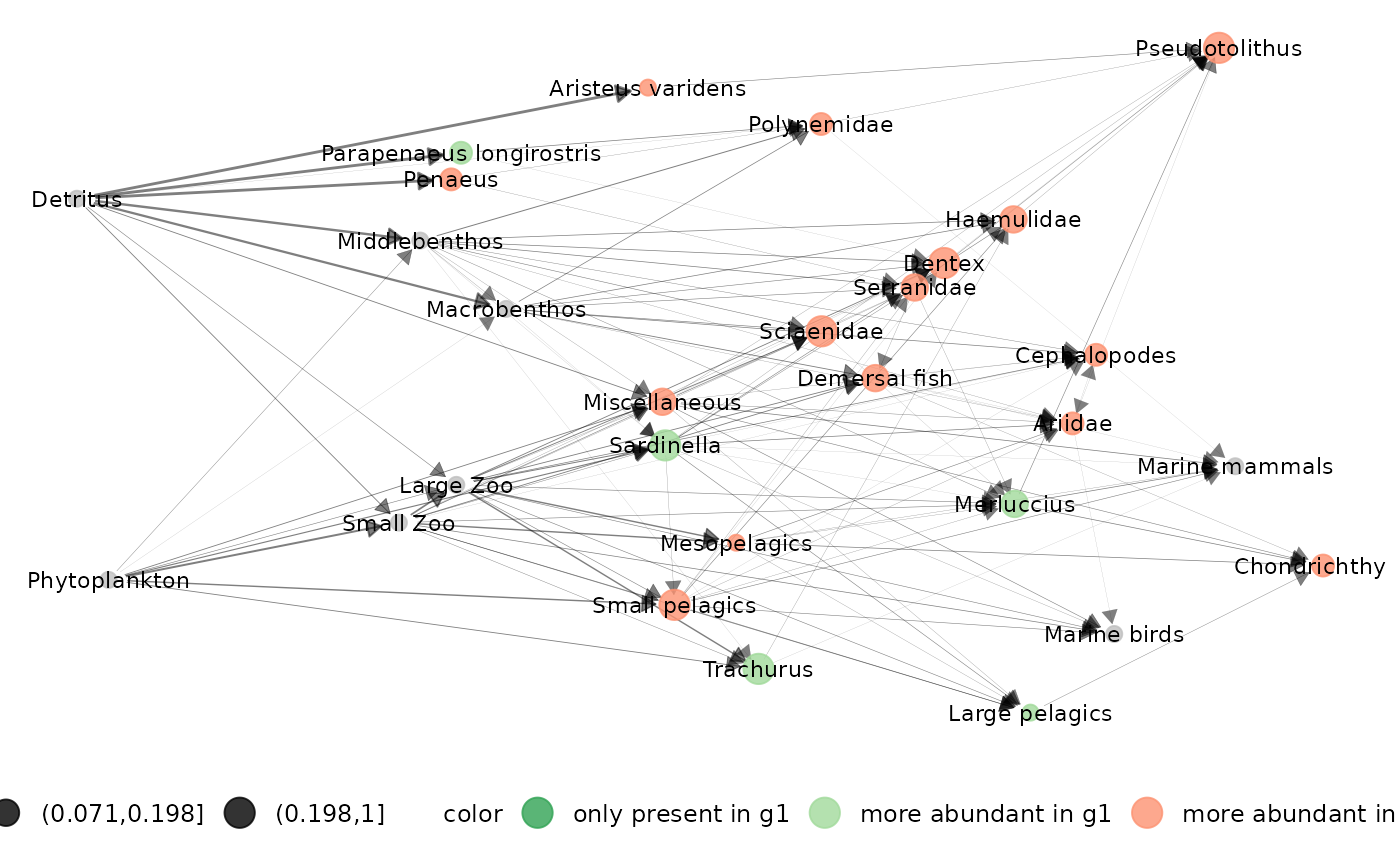 Pseudotolithus
Aristeus varidens
Polynemidae
Parapenaeus longirostris
Penaeus
Detritus
Haemulidae
Middlebenthos
Dentex
Serranidae
Macrobenthos
Sciaenidae
Cephalopodes
Demersal fish
Miscellaneous
Ariidae
Sardinella
Marine mammals
Large Zoo
Merluccius
Small Zoo
Mesopelagics
Chondrichthy
Phytoplankton
Small pelagics
Marine birds
Trachurus
Large pelagics
(0.071,0.198] (0.198,1] color only present in g1 more abundant in g1 more abundant in